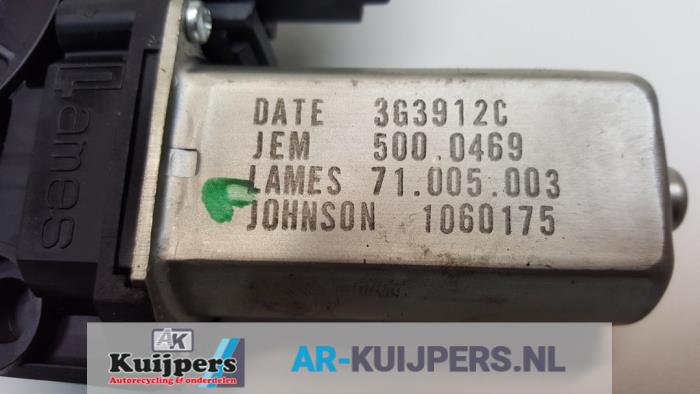 Lames
DATE 3G3912C
JEM 500.0469
LAMES 71.005.003
JOHNSON 1060175
AK
Kuijpers
Autorecycling & onderdelen
AR-KUIJPERS.NL